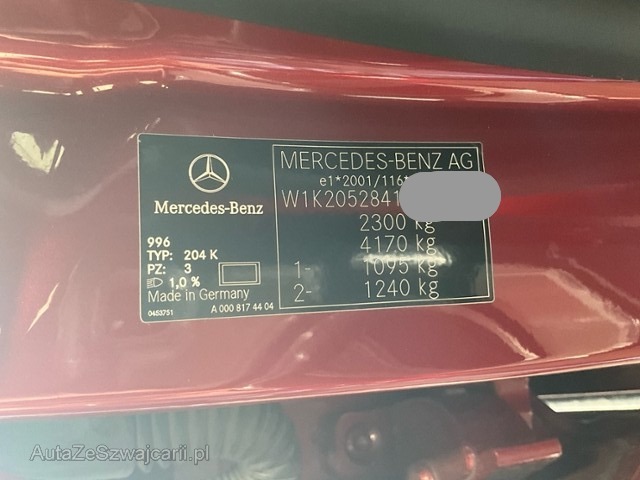 Mercedes-Benz
996
TYP: 204 K
PZ: 3
1,0 %
Made in Germany
0453751
A 000 817 44 04
MERCEDES-BENZ AG
e1*2001/116*
W1K2052841
2300 kg
4170 kg
1- 1095 kg
2- 1240 kg
AutaZeSzwajcarii.pl